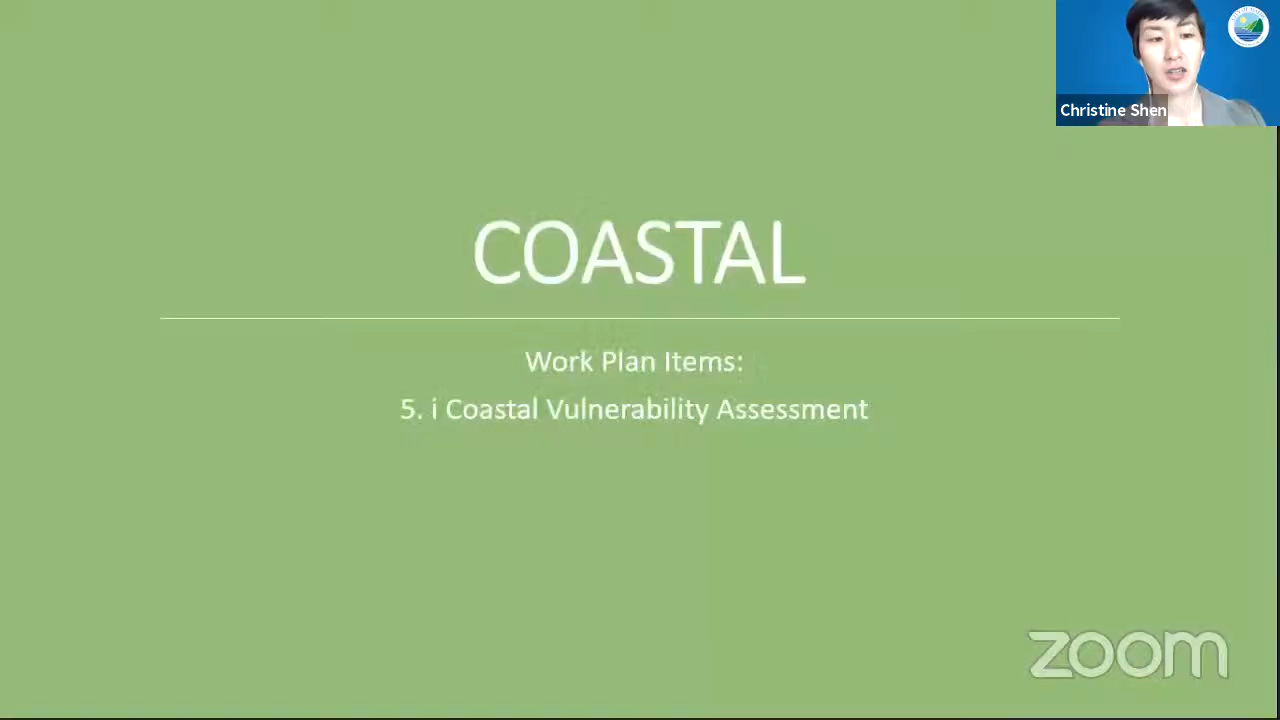 Christine Shen
COASTAL
Work Plan Items:
5. i Coastal Vulnerability Assessment
zoom